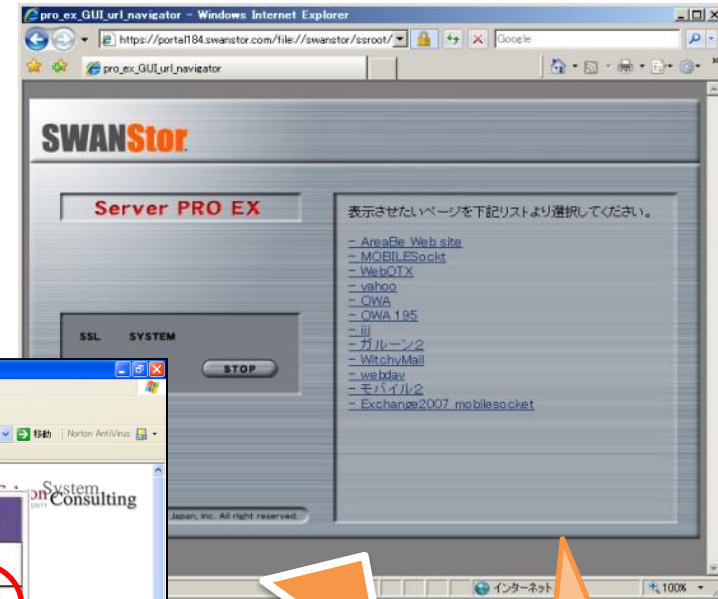 pro_ex_GUI_url_navigator - Windows Internet Explorer
https://portal184.swanstor.com/file://swanstor/ssroot/
Google
pro_ex_GUI_url_navigator
SWANStor.
Server PRO EX
表示させたいページを下記リストより選択してください。
- AreaBe Web site
- MOBILESockt
- WebOTX
- yahoo
- OWA
- OWA 195
- iij
- ガルーン2
- WitchyMail
- webdav
- モバイル2
- Exchange2007 mobilesocket
SSL SYSTEM
STOP
移動 Norton AntiVirus
System
Consulting
Japan, Inc. All right reserved.
インターネット
100%